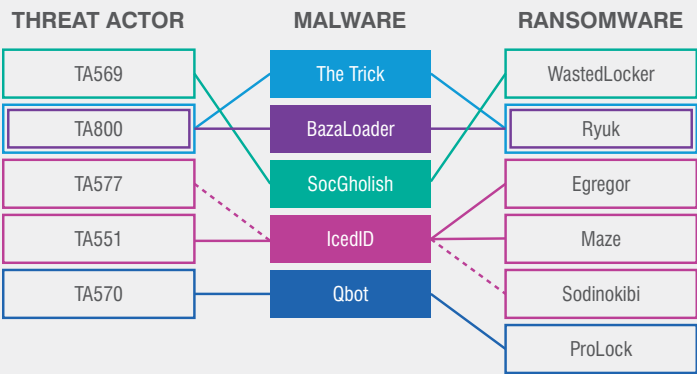 THREAT ACTOR MALWARE RANSOMWARE
TA569 The Trick WastedLocker
TA800 BazaLoader Ryuk
TA577 SocGholish Egregor
TA551 IcedID Maze
TA570 Qbot Sodinokibi
ProLock